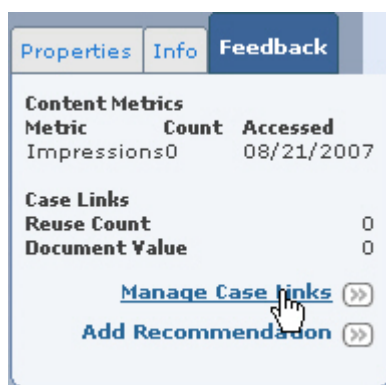 Properties Info Feedback
Content Metrics
Metric Count Accessed
Impressions0 08/21/2007
Case Links
Reuse Count 0
Document Value 0
Manage Case Links
Add Recommendation